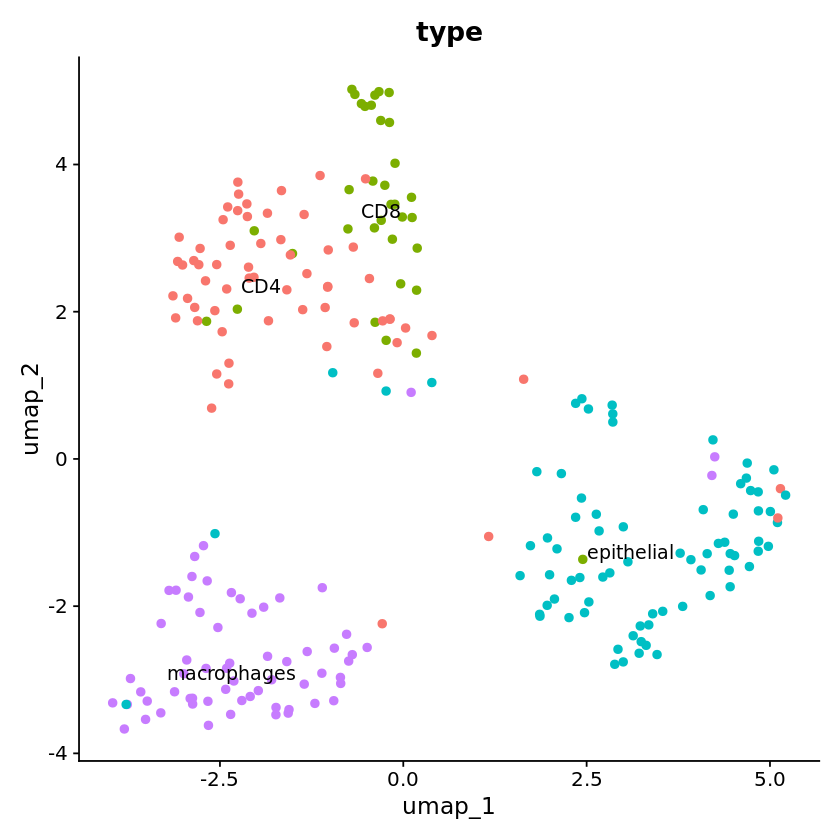 type
CD8
CD4
epithelial
macrophages
umap_2
4
2
0
-2
-4
-2.5
0.0
2.5
5.0
umap_1